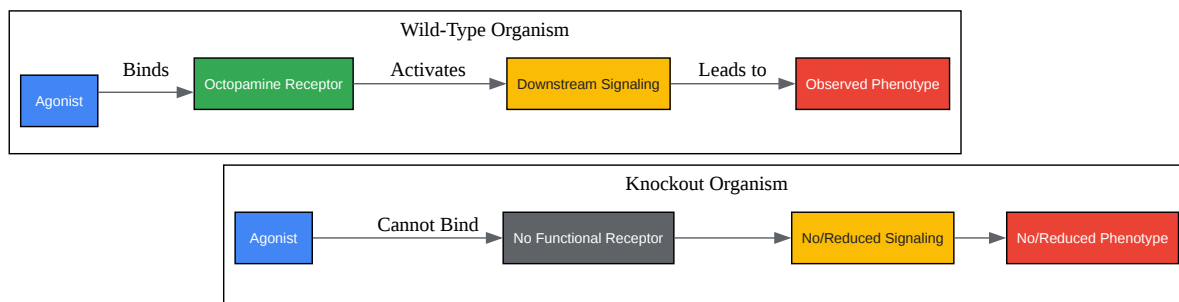 Wild-Type Organism
Agonist
Binds
Octopamine Receptor
Activates
Downstream Signaling
Leads to
Observed Phenotype
Knockout Organism
Agonist
Cannot Bind
No Functional Receptor
No/Reduced Signaling
No/Reduced Phenotype